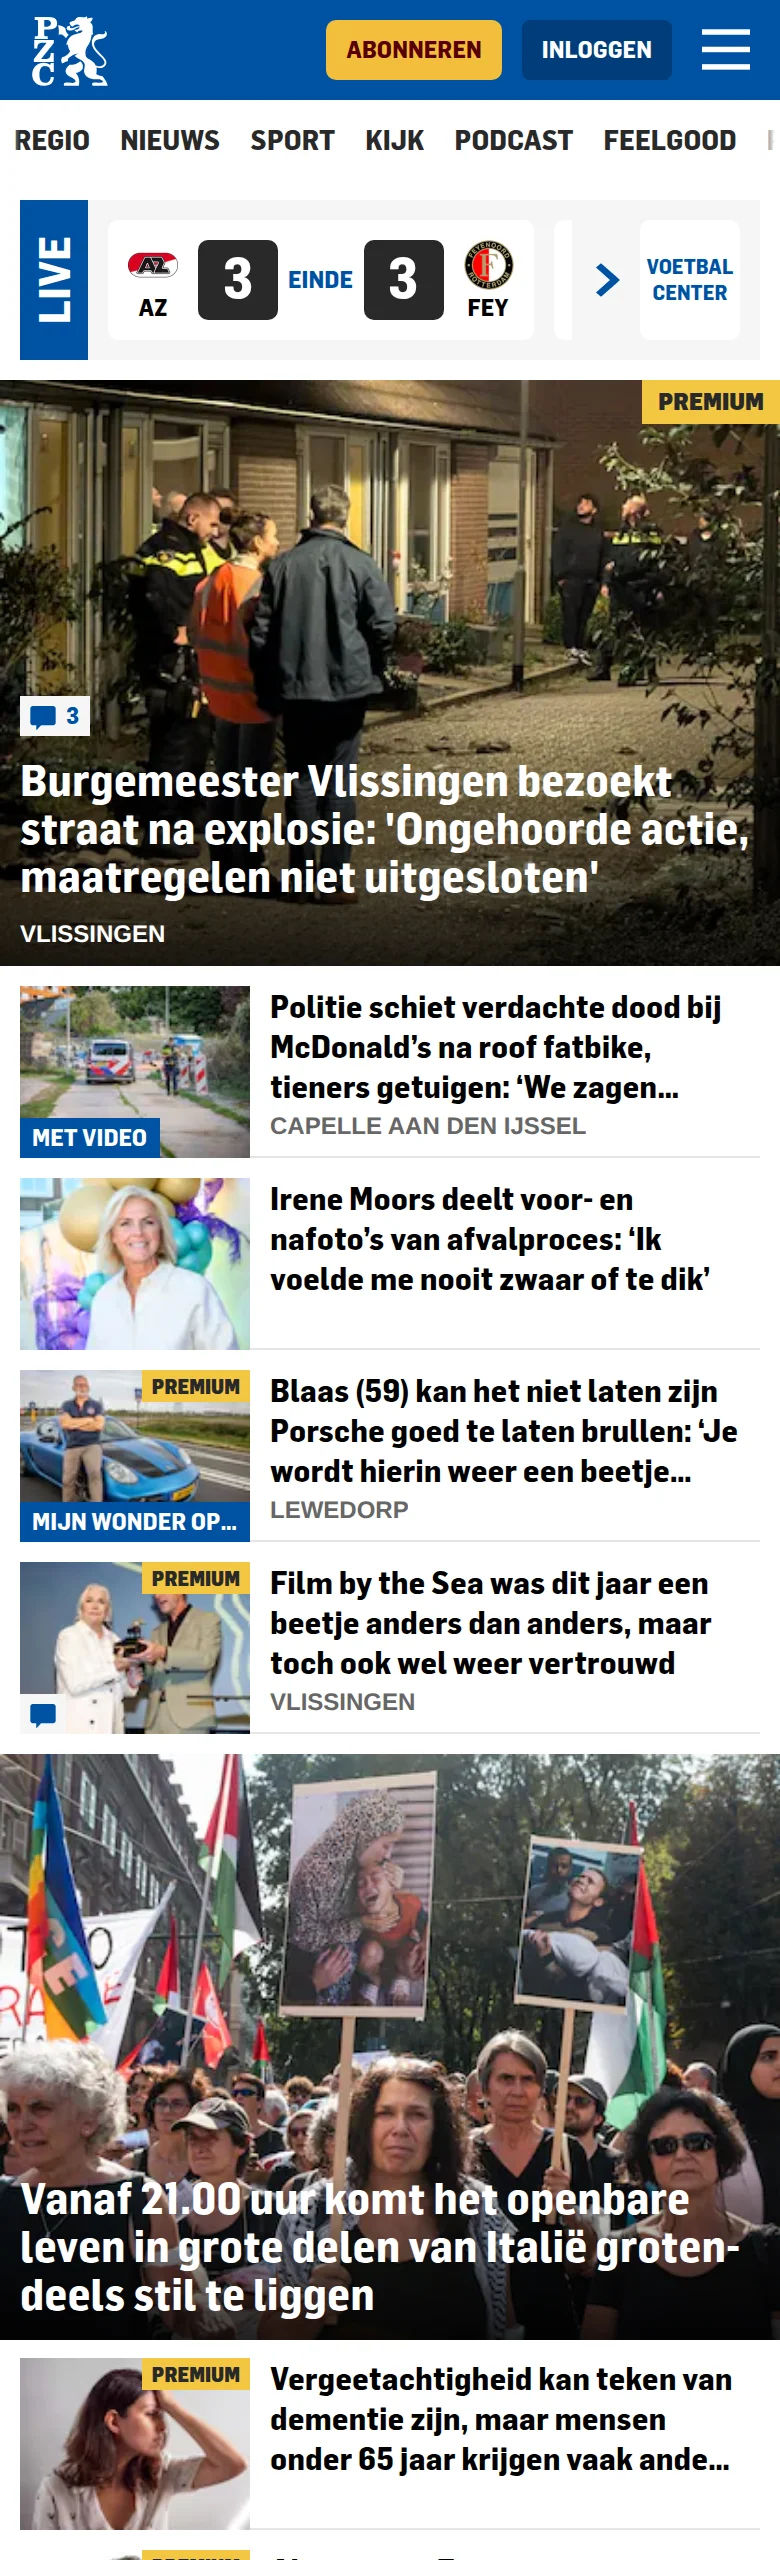 PZC
ABONNEREN
INLOGGEN
REGIO NIEUWS SPORT KIJK PODCAST FEELGOOD
LIVE
AZ
3
EINDE
3
FEYENOORD
ROTTERDAM
FEY
VOETBAL
CENTER
PREMIUM
3
Burgemeester Vlissingen bezoekt
straat na explosie: 'Ongehoorde actie,
maatregelen niet uitgesloten'
VLISSINGEN
MET VIDEO
Politie schiet verdachte dood bij
McDonald’s na roof fatbike,
tieners getuigen: ‘We zagen...
CAPELLE AAN DEN IJSSEL
Irene Moors deelt voor- en
nafoto’s van afvalproces: ‘Ik
voelde me nooit zwaar of te dik’
PREMIUM
MIJN WONDER OP...
Blaas (59) kan het niet laten zijn
Porsche goed te laten brullen: ‘Je
wordt hierin weer een beetje...
LEWEDORP
PREMIUM
Film by the Sea was dit jaar een
beetje anders dan anders, maar
toch ook wel weer vertrouwd
VLISSINGEN
Vanaf 21.00 uur komt het openbare
leven in grote delen van Italië groten-
deels stil te liggen
PREMIUM
Vergeetachtigheid kan teken van
dementie zijn, maar mensen
onder 65 jaar krijgen vaak ande...